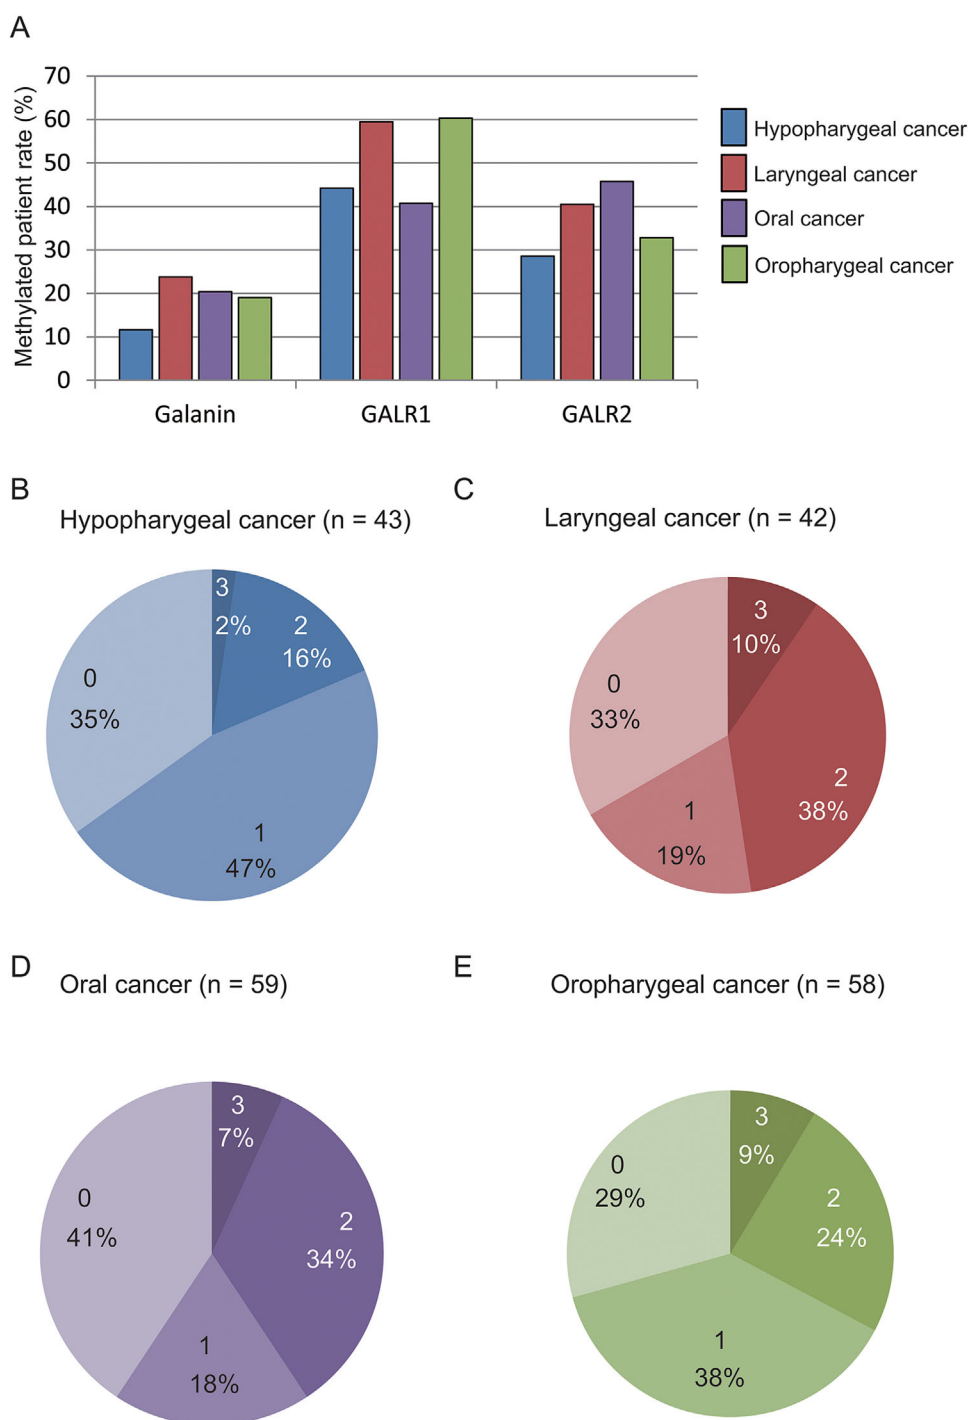 A
Methylated patient rate (%)
70
60
50
40
30
20
10
0
Galanin
GALR1
GALR2
Hypopharygeal cancer
Laryngeal cancer
Oral cancer
Oropharygeal cancer
B
Hypopharygeal cancer (n = 43)
3
2%
2
16%
0
35%
1
47%
C
Laryngeal cancer (n = 42)
3
10%
0
33%
2
38%
1
19%
D
Oral cancer (n = 59)
3
7%
0
41%
2
34%
1
18%
E
Oropharygeal cancer (n = 58)
3
9%
0
29%
2
24%
1
38%